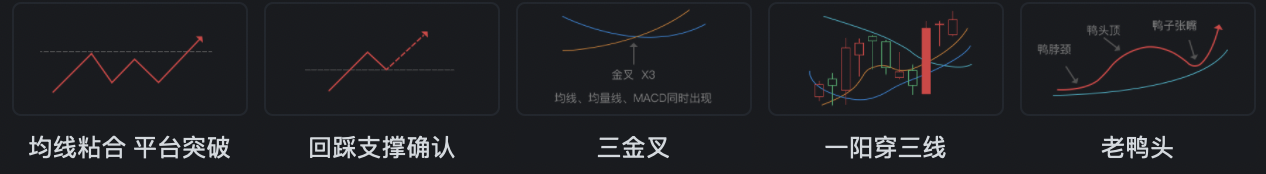 金叉 X3
均线、均量线、MACD同时出现
鸭脖颈
鸭头顶
鸭子张嘴
均线粘合 平台突破
回踩支撑确认
三金叉
一阳穿三线
老鸭头